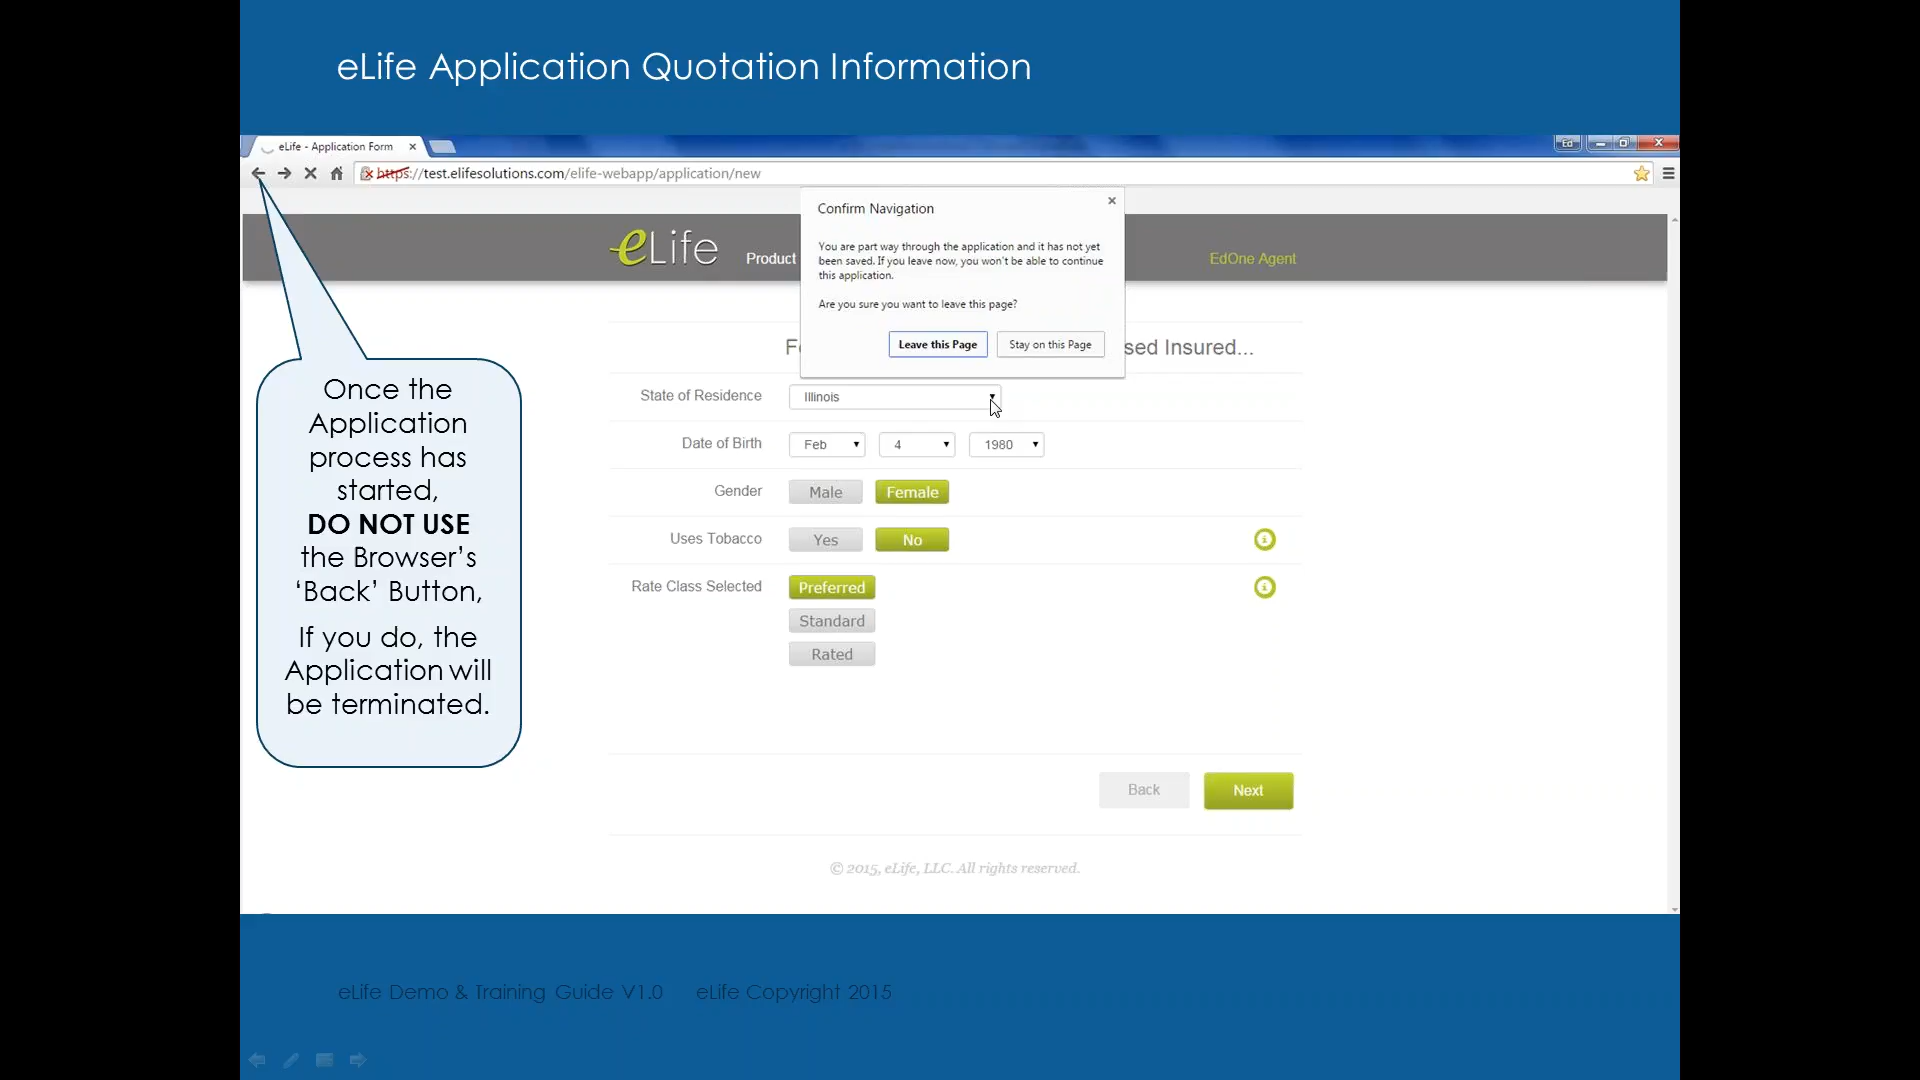 eLife Application Quotation Information
eLife - Application Form
Ed
https://test.elifesolutions.com/elife-webapp/application/new
Confirm Navigation
You are part way through the application and it has not yet
been saved. If you leave now, you won't be able to continue
this application.
Are you sure you want to leave this page?
Leave this Page
Stay on this Page
eLife
Product
EdOne Agent
sed Insured...
State of Residence
Illinois
Date of Birth
Feb
4
1980
Gender
Male
Female
Uses Tobacco
Yes
No
Rate Class Selected
Preferred
Standard
Rated
Back
Next
© 2015, eLife, LLC. All rights reserved.
Once the
Application
process has
started,
DO NOT USE
the Browser's
‘Back’ Button,
If you do, the
Application will
be terminated.
eLife Demo & Training Guide V1.0 eLife Copyright 2015